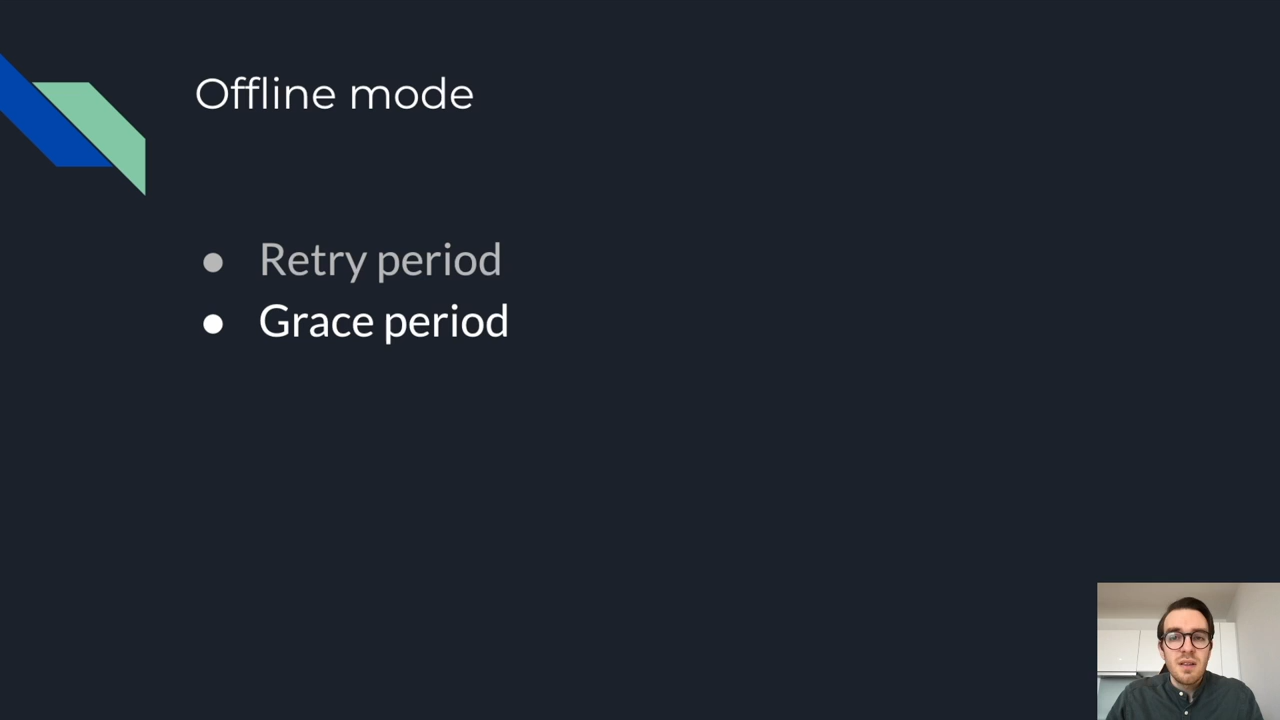 Offline mode
● Retry period
● Grace period